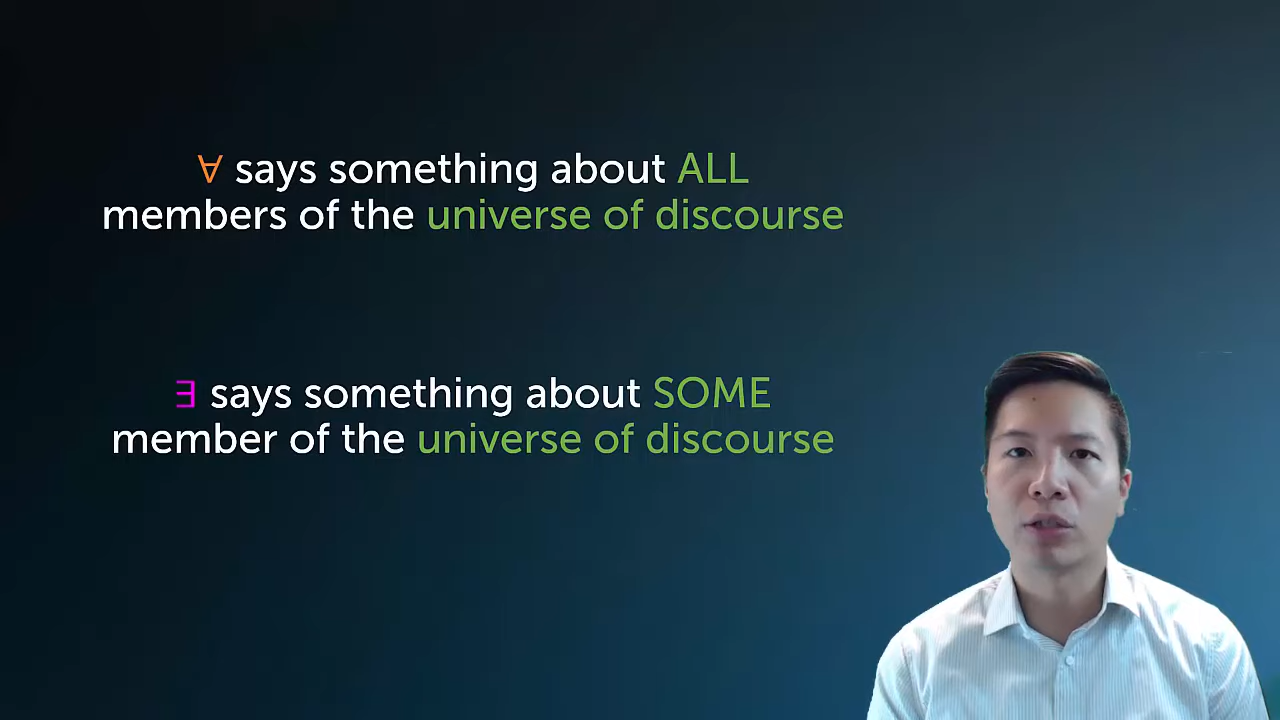 ∀ says something about ALL
members of the universe of discourse
∃ says something about SOME
member of the universe of discourse